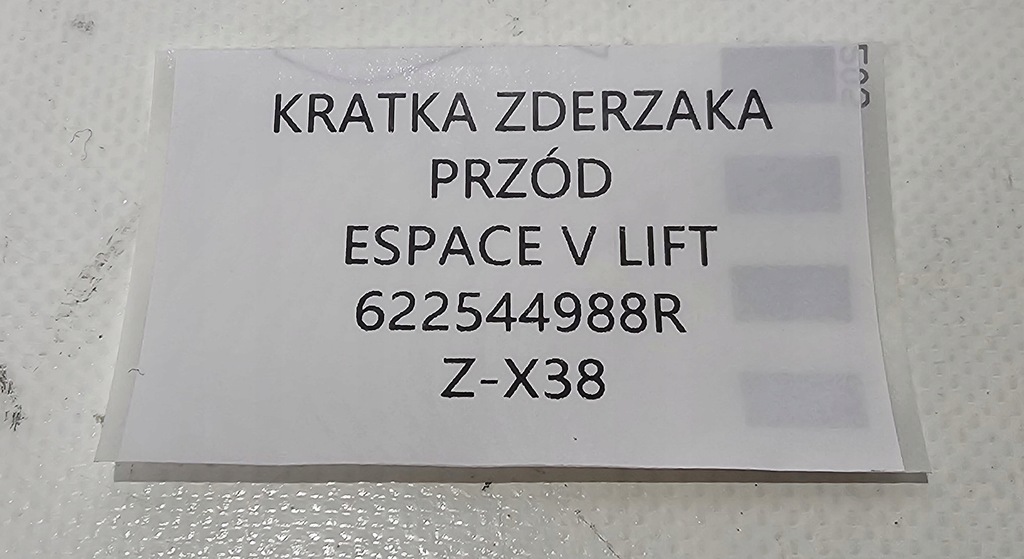 KRATKA ZDERZAKA
PRZÓD
ESPACE V LIFT
622544988R
Z-X38